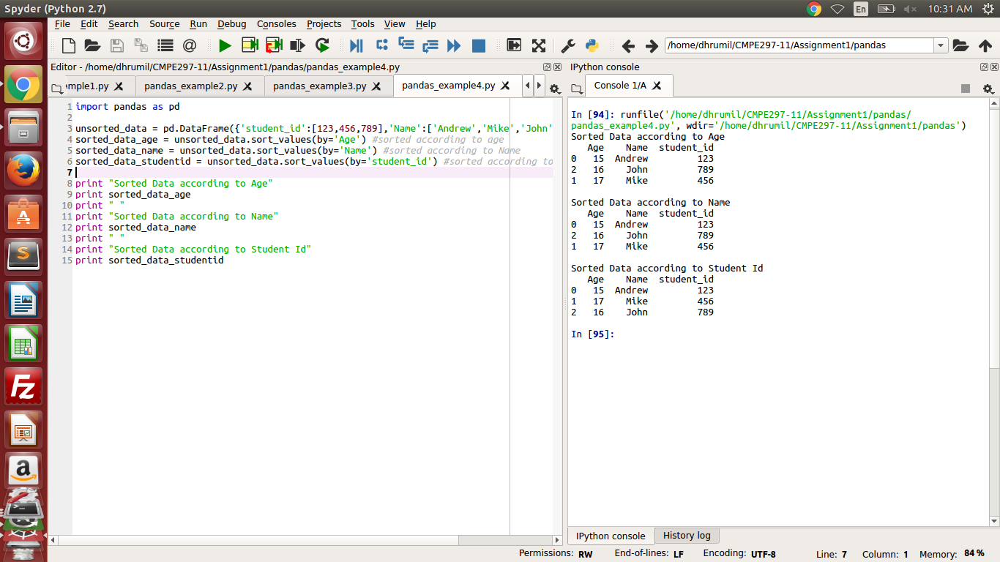 Spyder (Python 2.7)
En
10:31 AM
File Edit Search Source Run Debug Consoles Projects Tools View Help
/home/dhrumil/CMPE297-11/Assignment1/pandas
Editor - /home/dhrumil/CMPE297-11/Assignment1/pandas/pandas_example4.py
mple1.py pandas_example2.py pandas_example3.py pandas_example4.py
1 import pandas as pd
2
3 unsorted_data = pd.DataFrame({'student_id':[123,456,789],'Name':['Andrew','Mike','John'
4 sorted_data_age = unsorted_data.sort_values(by='Age') #sorted according to age
5 sorted_data_name = unsorted_data.sort_values(by='Name') #sorted according to Name
6 sorted_data_studentid = unsorted_data.sort_values(by='student_id') #sorted according to
7
8 print "Sorted Data according to Age"
9 print sorted_data_age
10 print " "
11 print "Sorted Data according to Name"
12 print sorted_data_name
13 print " "
14 print "Sorted Data according to Student Id"
15 print sorted_data_studentid
IPython console
Console 1/A
In [94]: runfile('/home/dhrumil/CMPE297-11/Assignment1/pandas/
pandas_example4.py', wdir='/home/dhrumil/CMPE297-11/Assignment1/pandas')
Sorted Data according to Age
Age Name student_id
0 15 Andrew 123
2 16 John 789
1 17 Mike 456
Sorted Data according to Name
Age Name student_id
0 15 Andrew 123
2 16 John 789
1 17 Mike 456
Sorted Data according to Student Id
Age Name student_id
0 15 Andrew 123
1 17 Mike 456
2 16 John 789
In [95]:
IPython console History log
Permissions: RW End-of-lines: LF Encoding: UTF-8 Line: 7 Column: 1 Memory: 84 %